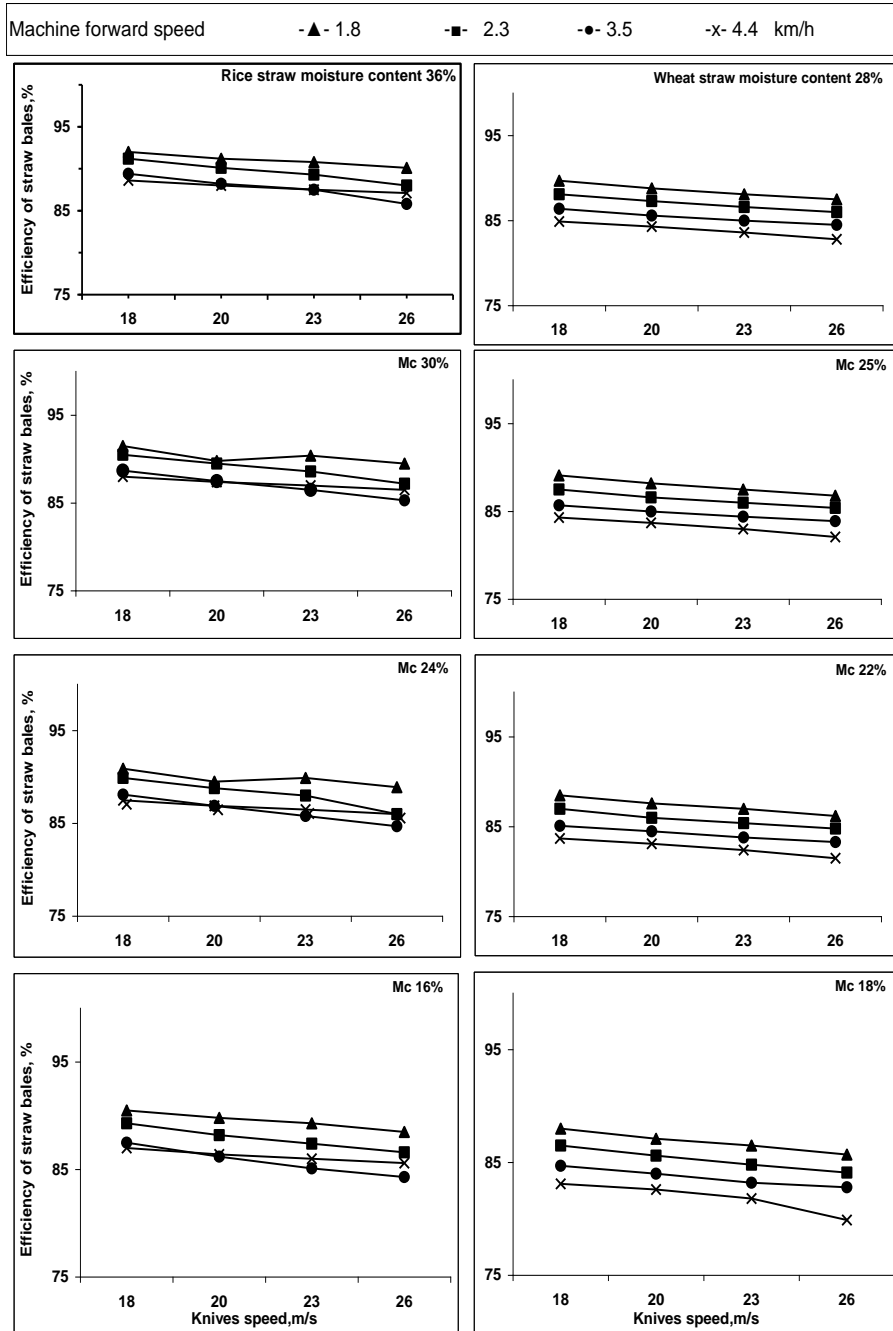 Machine forward speed -▲- 1.8 -■- 2.3 -●- 3.5 -x- 4.4 km/h
Rice straw moisture content 36%
Efficiency of straw bales,%
95
85
75
18 20 23 26
Wheat straw moisture content 28%
95
85
75
18 20 23 26
Mc 30%
Efficiency of straw bales, %
95
85
75
18 20 23 26
Mc 25%
95
85
75
18 20 23 26
Mc 24%
Efficiency of straw bales, %
95
85
75
18 20 23 26
Mc 22%
95
85
75
18 20 23 26
Mc 16%
Efficiency of straw bales, %
95
85
75
18 20 23 26
Knives speed,m/s
Mc 18%
95
85
75
18 20 23 26
Knives speed,m/s